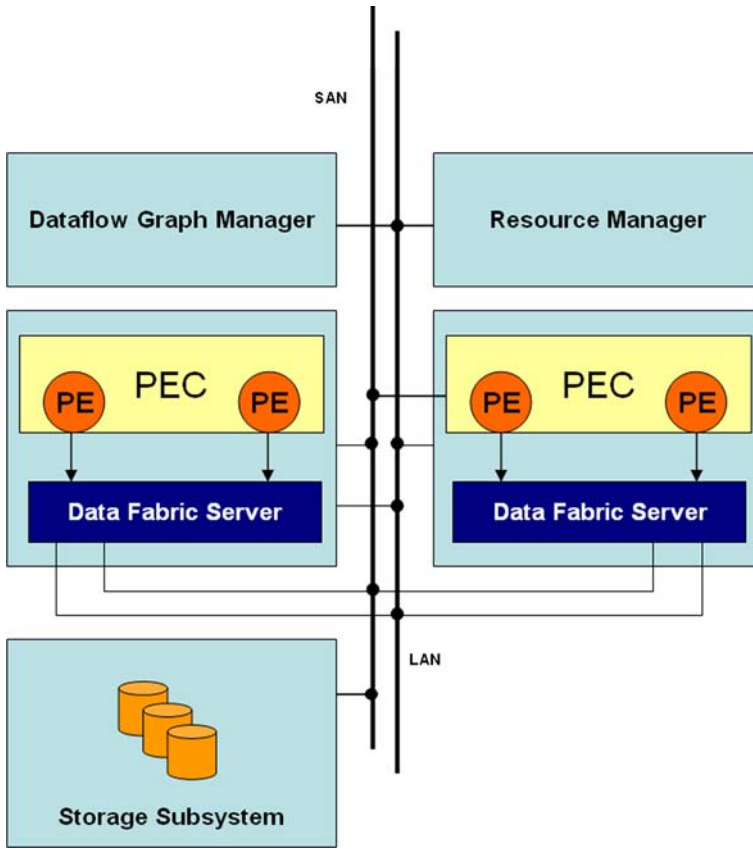 SAN
Dataflow Graph Manager
Resource Manager
PEC
PE
PE
Data Fabric Server
PEC
PE
PE
Data Fabric Server
LAN
Storage Subsystem